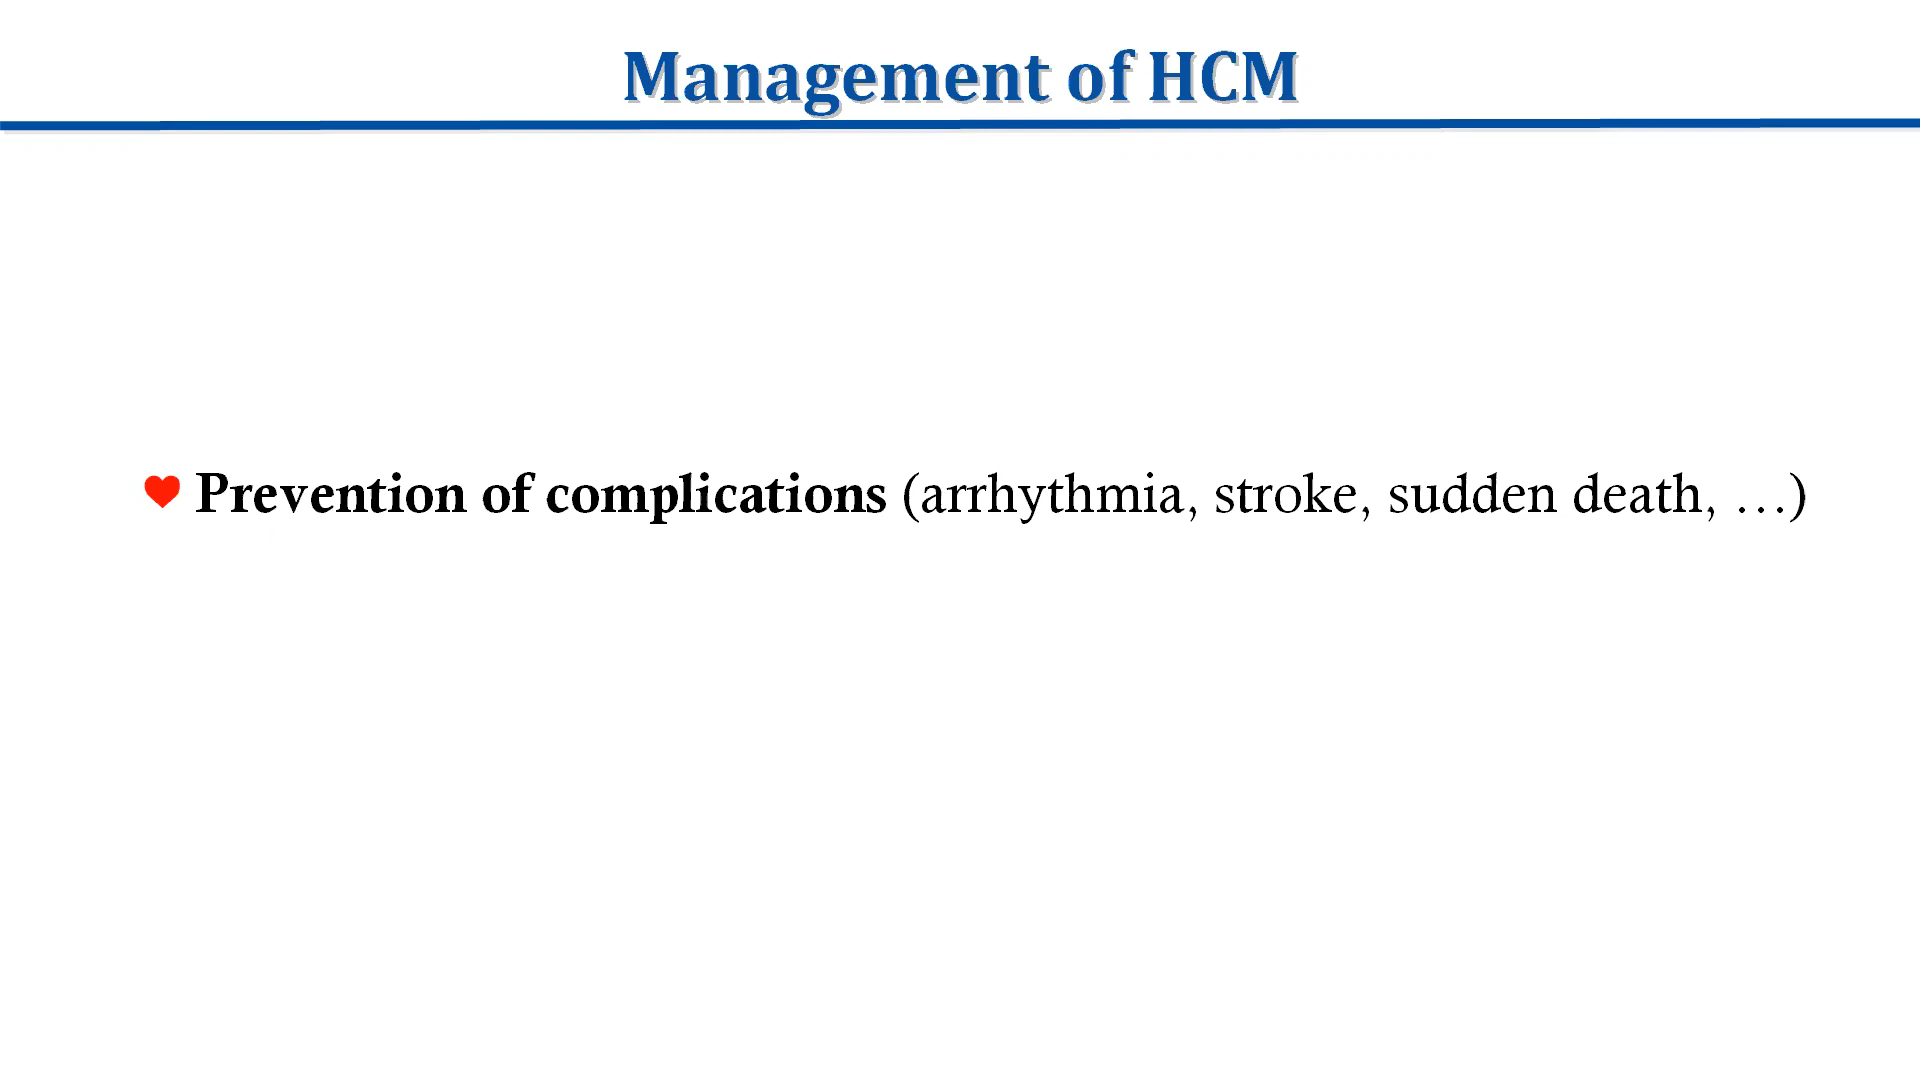 Management of HCM
Prevention of complications (arrhythmia, stroke, sudden death, …)